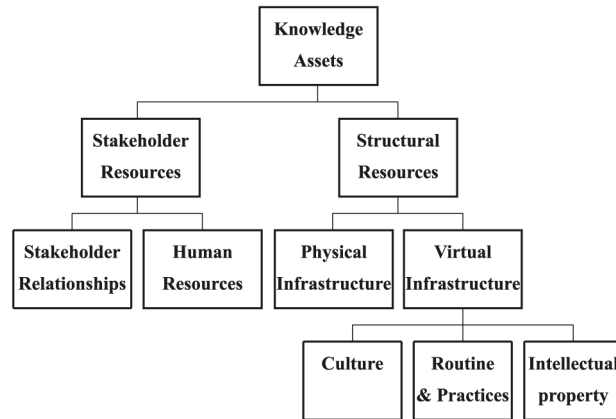 Knowledge
Assets
Stakeholder
Resources
Structural
Resources
Stakeholder
Relationships
Human
Resources
Physical
Infrastructure
Virtual
Infrastructure
Culture
Routine
& Practices
Intellectual
property